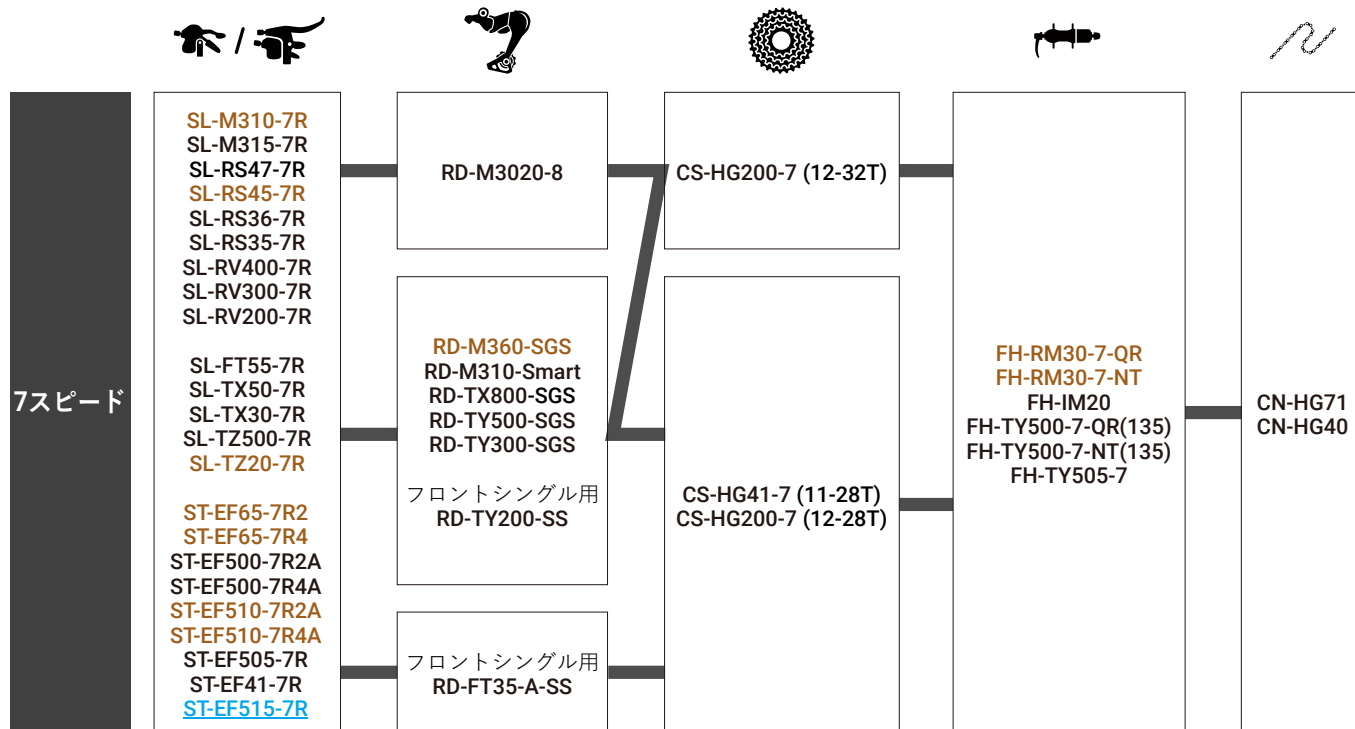 7スピード
SL-M310-7R
SL-M315-7R
SL-RS47-7R
SL-RS45-7R
SL-RS36-7R
SL-RS35-7R
SL-RV400-7R
SL-RV300-7R
SL-RV200-7R
SL-FT55-7R
SL-TX50-7R
SL-TX30-7R
SL-TZ500-7R
SL-TZ20-7R
ST-EF65-7R2
ST-EF65-7R4
ST-EF500-7R2A
ST-EF500-7R4A
ST-EF510-7R2A
ST-EF510-7R4A
ST-EF505-7R
ST-EF41-7R
ST-EF515-7R
RD-M3020-8
RD-M360-SGS
RD-M310-Smart
RD-TX800-SGS
RD-TY500-SGS
RD-TY300-SGS
フロントシングル用
RD-TY200-SS
フロントシングル用
RD-FT35-A-SS
CS-HG200-7 (12-32T)
CS-HG41-7 (11-28T)
CS-HG200-7 (12-28T)
FH-RM30-7-QR
FH-RM30-7-NT
FH-IM20
FH-TY500-7-QR(135)
FH-TY500-7-NT(135)
FH-TY505-7
CN-HG71
CN-HG40